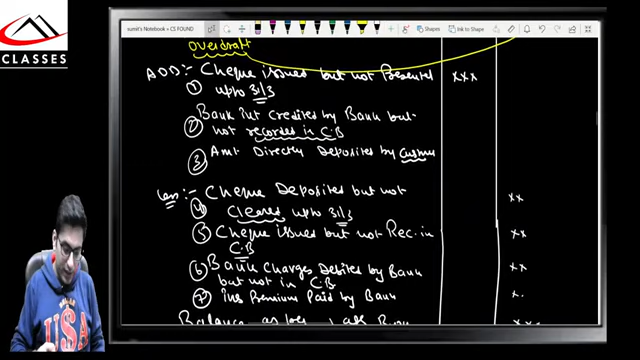 CLASSES
sumit's Notebook » CS FOUND
Shapes
Ink to Shape
overdraft
ADD:- Cheque issued but not Presented
① upto 31/3
xxx
Bank Int Credited by Bank but
② not recorded in C.B
③ Amt Directly Deposited by Customer
Less:- Cheque Deposited but not
xx
④ Cleared upto 31/3
⑤ Cheque issued but not Rec. in
xx
C.B
⑥ Bank Charges Debited by Bank
xx
but not in C.B
⑦ Ins Premium Paid by Bank
x.
Balance as per
USA